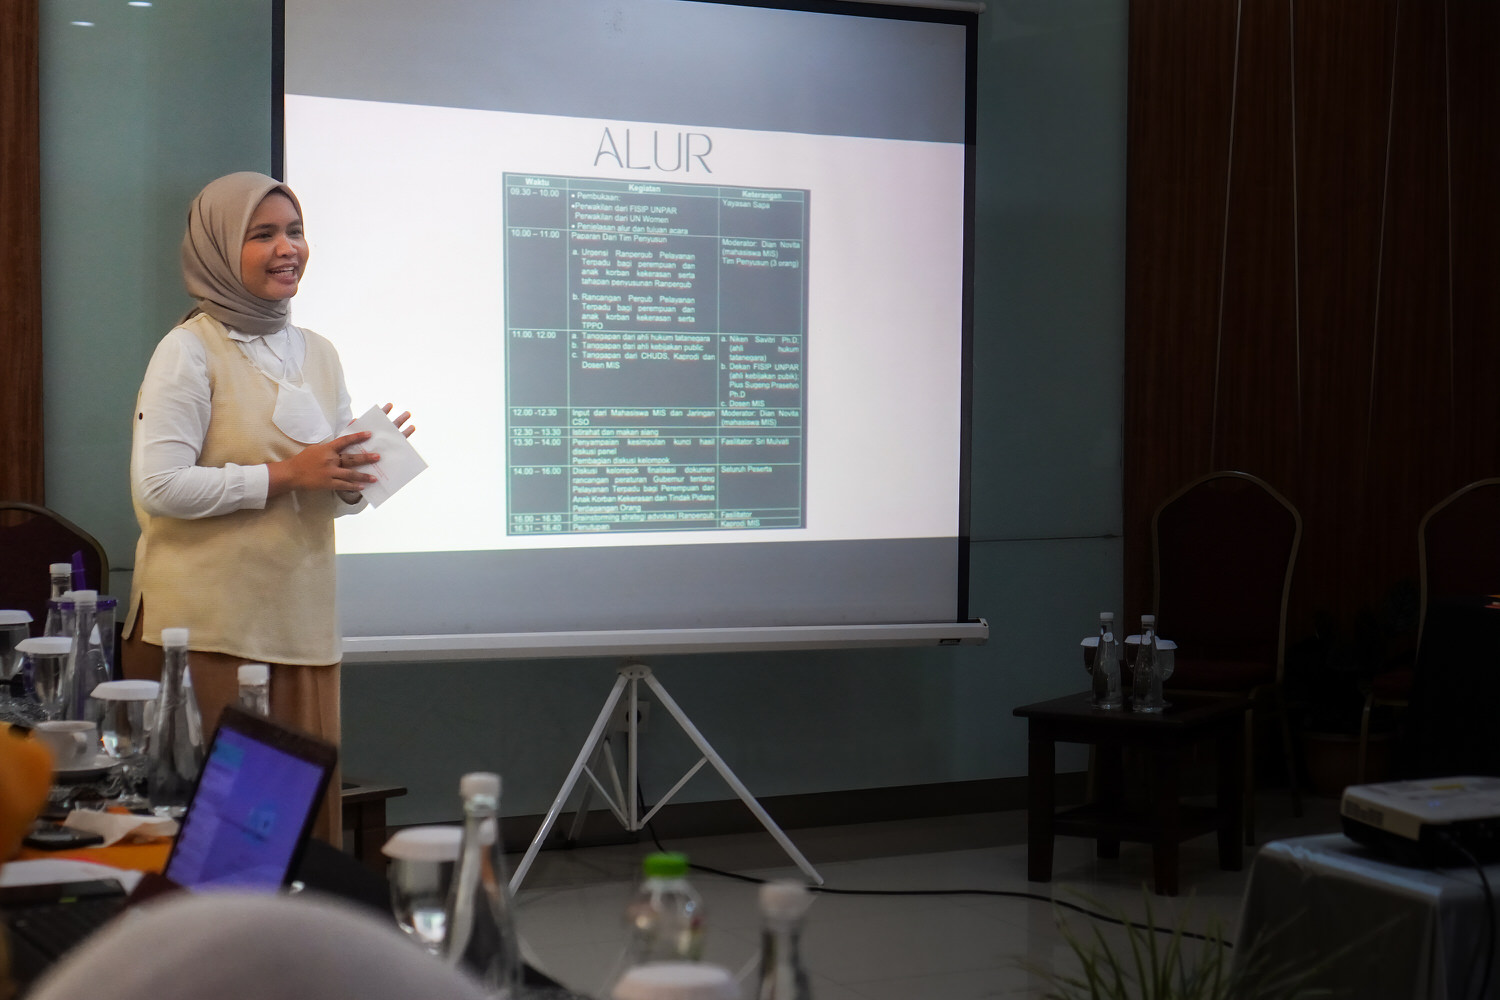 ALUR
Waktu Kegiatan Keterangan
09.30 – 10.00 • Pembukaan: Yayasan Sapa
•Perwakilan dari FISIP UNPAR
Perwakilan dari UN Women
• Penjelasan alur dan tujuan acara
10.00 – 11.00 Paparan Dari Tim Penyusun Moderator: Dian Novita
(mahasiswa MIS)
Tim Penyusun (3 orang)
a. Urgensi Ranpergub Pelayanan
Terpadu bagi perempuan dan
anak korban kekerasan serta
tahapan penyusunan Ranpergub
b. Rancangan Pergub Pelayanan
Terpadu bagi perempuan dan
anak korban kekerasan serta
TPPO
11.00 12.00 a. Tanggapan dari ahli hukum tatanegara
b. Tanggapan dari ahli kebijakan public
c. Tanggapan dari CHUDS, Kaprodi dan
Dosen MIS
a. Niken Savitri Ph.D,
(ahli hukum
tatanegara)
b. Dekan FISIP UNPAR
(ahli kebijakan publik);
Pius Sugeng Prasetyo
Ph.D
c. Dosen MIS
12.00 -12.30 Input dari Mahasiswa MIS dan Jaringan Moderator: Dian Novita
CSO (mahasiswa MIS)
12.30 – 13.30 Istirahat dan makan siang
13.30 – 14.00 Penyampaian kesimpulan kunci hasil Fasilitator: Sri Mulyati
diskusi panel
Pembagian diskusi kelompok
14.00 – 16.00 Diskusi kelompok finalisasi dokumen Seluruh Peserta
rancangan peraturan Gubernur tentang
Pelayanan Terpadu bagi Perempuan dan
Anak Korban Kekerasan dan Tindak Pidana
Perdagangan Orang
16.00 – 16.30 Brainstorming strategi advokasi Ranpergub Fasilitator
16.31 – 16.40 Penutupan Kaprodi MIS